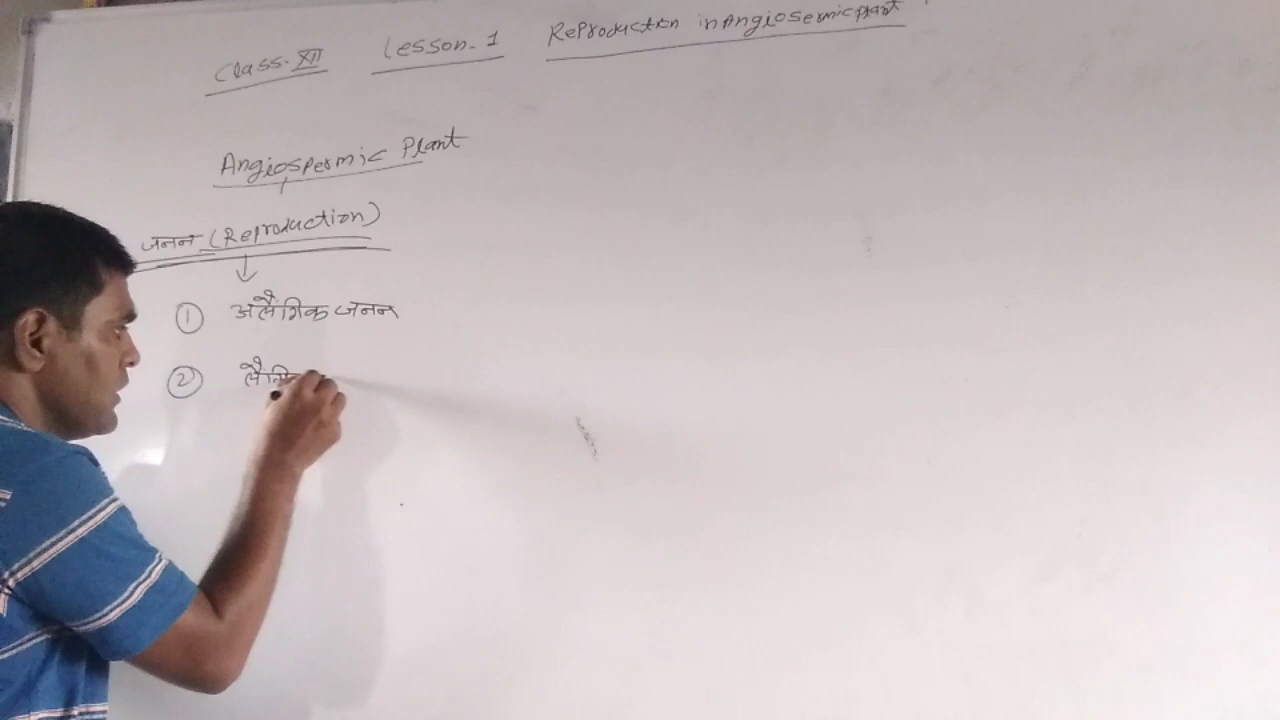 Class-XII Lesson-1 Reproduction in Angiosermic plant
Angiospermic Plant
जनन (Reproduction)
① अलैंगिक जनन
② लैंगिक